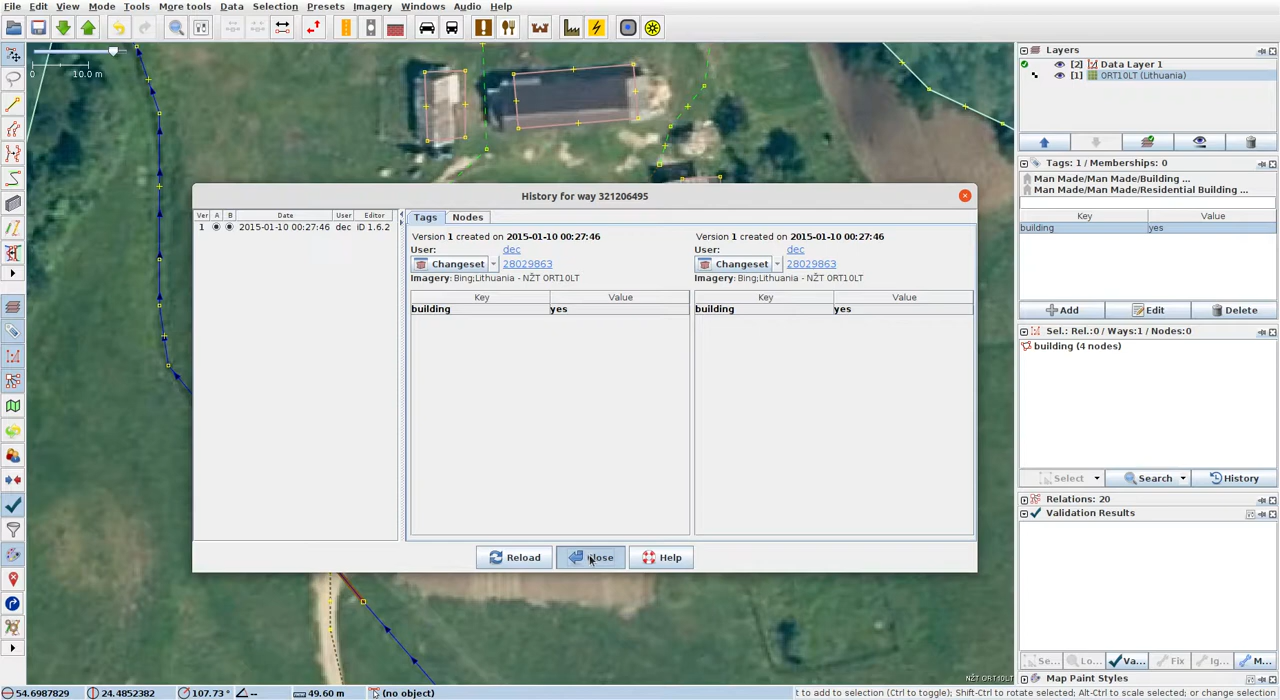 File Edit View Mode Tools More tools Data Selection Presets Imagery Windows Audio Help
0 10.0 m
Layers
[2] Data Layer 1
[1] ORT10LT (Lithuania)
Tags: 1 / Memberships: 0
Man Made/Man Made/Building ...
Man Made/Man Made/Residential Building ...
Key Value
building yes
Add Edit Delete
Sel.: Rel.:0 / Ways:1 / Nodes:0
building (4 nodes)
Select Search History
Relations: 20
Validation Results
Se... Lo... Va... Fix Ig... M...
Map Paint Styles
History for way 321206495
Ver A B Date User Editor
1 2015-01-10 00:27:46 dec iD 1.6.2
Tags Nodes
Version 1 created on 2015-01-10 00:27:46
User: dec
Changeset 28029863
Imagery: Bing;Lithuania - NŽT ORT10LT
Key Value
building yes
Version 1 created on 2015-01-10 00:27:46
User: dec
Changeset 28029863
Imagery: Bing;Lithuania - NŽT ORT10LT
Key Value
building yes
Reload Close Help
NŽT ORT10LT
54.6987829 24.4852382 107.73° -- 49.60 m (no object) t to add to selection (Ctrl to toggle); Shift-Ctrl to rotate selected; Alt-Ctrl to scale selected; or change selection